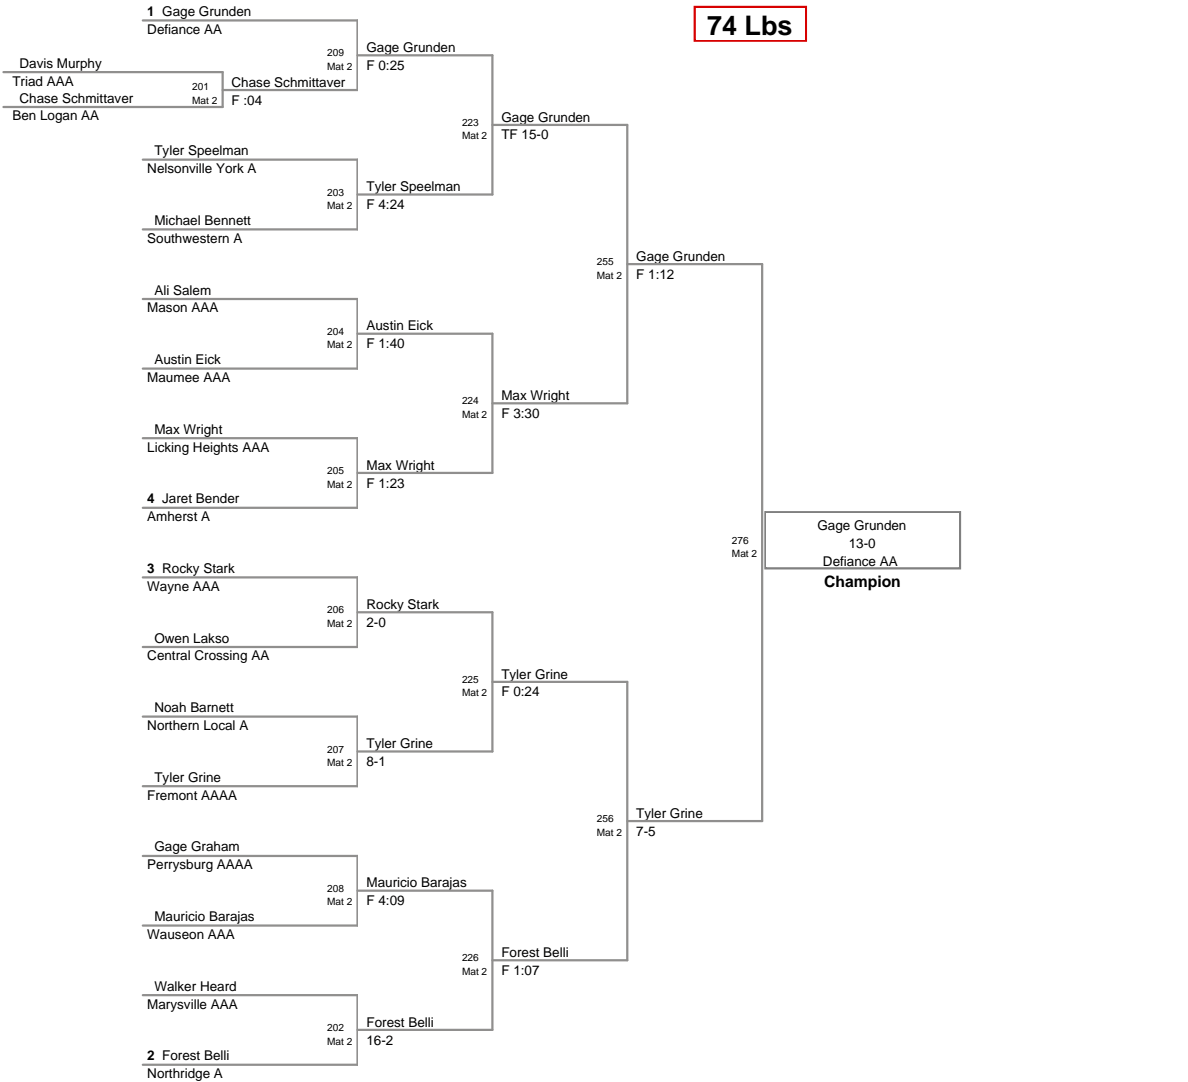 74 Lbs
1 Gage Grunden
Defiance AA
Davis Murphy
Triad AAA
Chase Schmittaver
Ben Logan AA
201
Mat 2
Chase Schmittaver
F :04
209
Mat 2
Gage Grunden
F 0:25
Tyler Speelman
Nelsonville York A
Michael Bennett
Southwestern A
203
Mat 2
Tyler Speelman
F 4:24
223
Mat 2
Gage Grunden
TF 15-0
Ali Salem
Mason AAA
Austin Eick
Maumee AAA
204
Mat 2
Austin Eick
F 1:40
Max Wright
Licking Heights AAA
4 Jaret Bender
Amherst A
205
Mat 2
Max Wright
F 1:23
224
Mat 2
Max Wright
F 3:30
255
Mat 2
Gage Grunden
F 1:12
3 Rocky Stark
Wayne AAA
Owen Lakso
Central Crossing AA
206
Mat 2
Rocky Stark
2-0
Noah Barnett
Northern Local A
Tyler Grine
Fremont AAAA
207
Mat 2
Tyler Grine
8-1
225
Mat 2
Tyler Grine
F 0:24
Gage Graham
Perrysburg AAAA
Mauricio Barajas
Wauseon AAA
208
Mat 2
Mauricio Barajas
F 4:09
Walker Heard
Marysville AAA
2 Forest Belli
Northridge A
202
Mat 2
Forest Belli
16-2
226
Mat 2
Forest Belli
F 1:07
256
Mat 2
Tyler Grine
7-5
276
Mat 2
Gage Grunden
13-0
Defiance AA
Champion